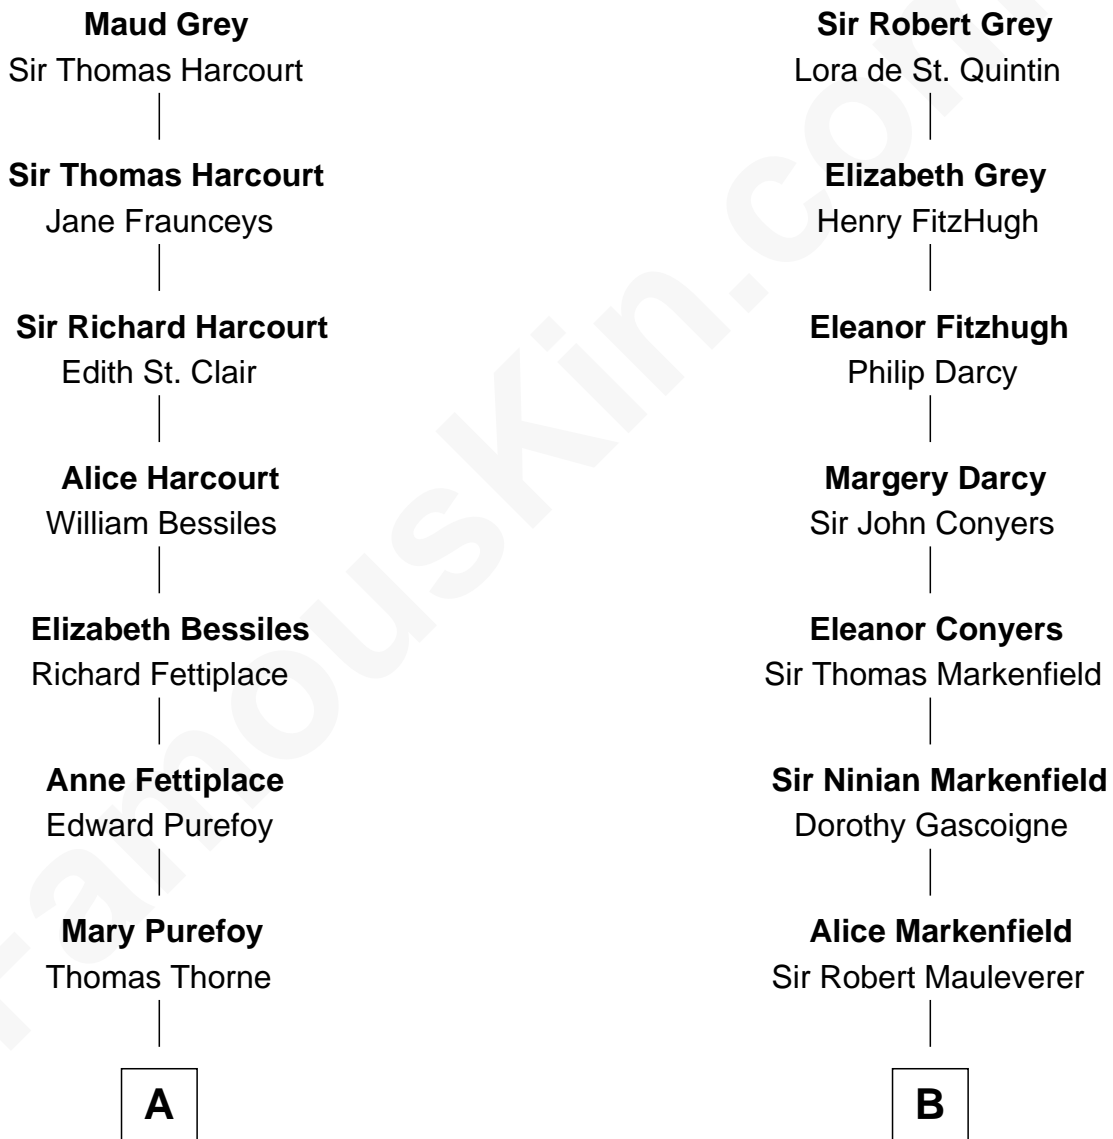 Maud Grey
Sir Thomas Harcourt
Sir Thomas Harcourt
Jane Fraunceys
Sir Richard Harcourt
Edith St. Clair
Alice Harcourt
William Bessiles
Elizabeth Bessiles
Richard Fettiplace
Anne Fettiplace
Edward Purefoy
Mary Purefoy
Thomas Thorne
A
Sir Robert Grey
Lora de St. Quintin
Elizabeth Grey
Henry FitzHugh
Eleanor Fitzhugh
Philip Darcy
Margery Darcy
Sir John Conyers
Eleanor Conyers
Sir Thomas Markenfield
Sir Ninian Markenfield
Dorothy Gascoigne
Alice Markenfield
Sir Robert Mauleverer
B
FamousKin.com